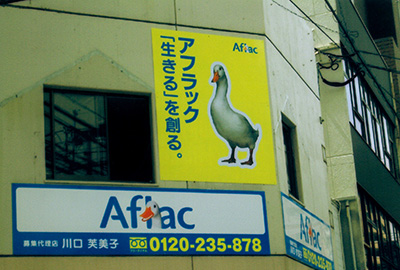 Aflac
アフラック
「生きる」を創る。
Aflac
募集代理店 川口 芙美子 0120-235-878